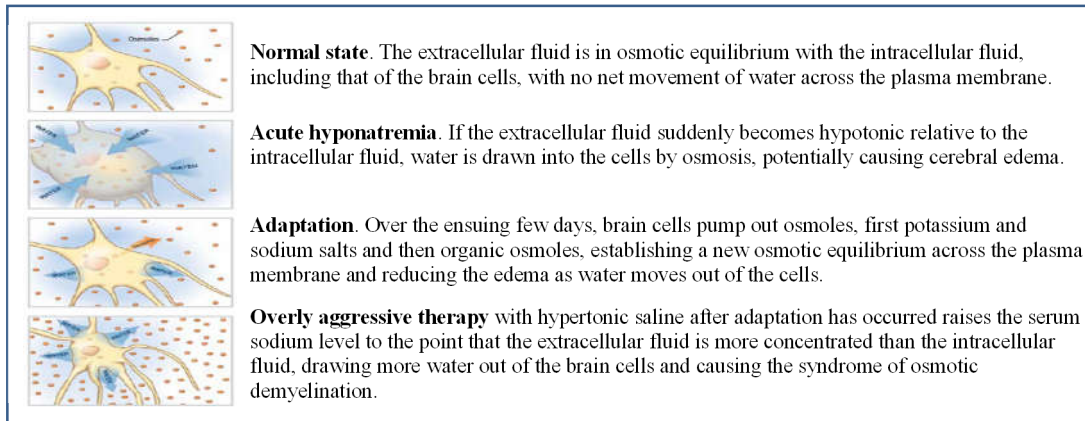 Osmoles
Normal state. The extracellular fluid is in osmotic equilibrium with the intracellular fluid,
including that of the brain cells, with no net movement of water across the plasma membrane.
WATER WATER
WATER
Acute hyponatremia. If the extracellular fluid suddenly becomes hypotonic relative to the
intracellular fluid, water is drawn into the cells by osmosis, potentially causing cerebral edema.
Adaptation. Over the ensuing few days, brain cells pump out osmoles, first potassium and
sodium salts and then organic osmoles, establishing a new osmotic equilibrium across the plasma
membrane and reducing the edema as water moves out of the cells.
Overly aggressive therapy with hypertonic saline after adaptation has occurred raises the serum
sodium level to the point that the extracellular fluid is more concentrated than the intracellular
fluid, drawing more water out of the brain cells and causing the syndrome of osmotic
demyelination.